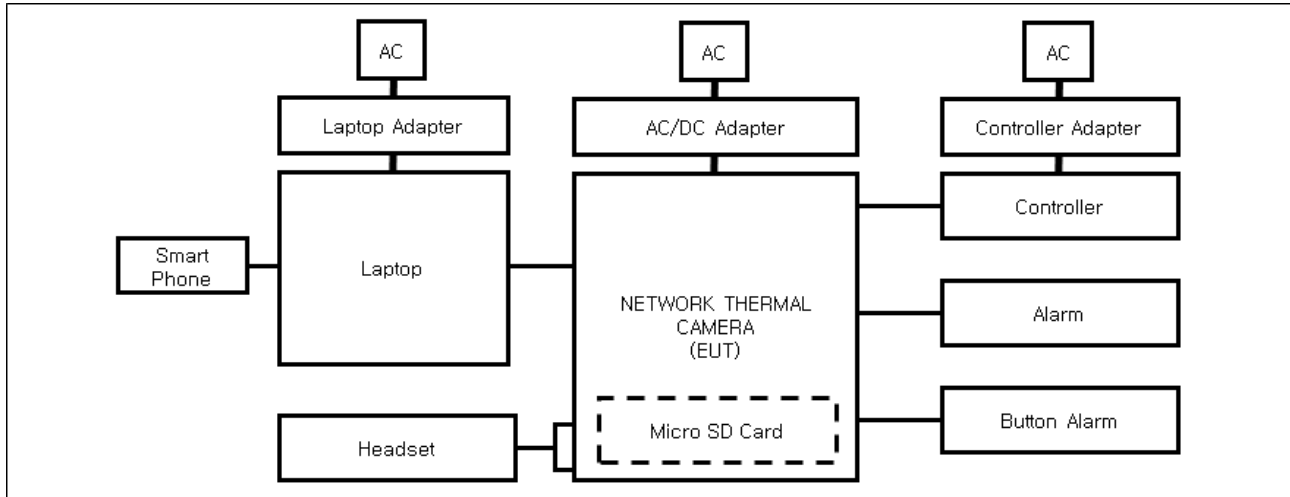 AC
AC
AC
Laptop Adapter
AC/DC Adapter
Controller Adapter
Smart
Phone
Laptop
NETWORK THERMAL
CAMERA
(EUT)
Controller
Alarm
Headset
Micro SD Card
Button Alarm